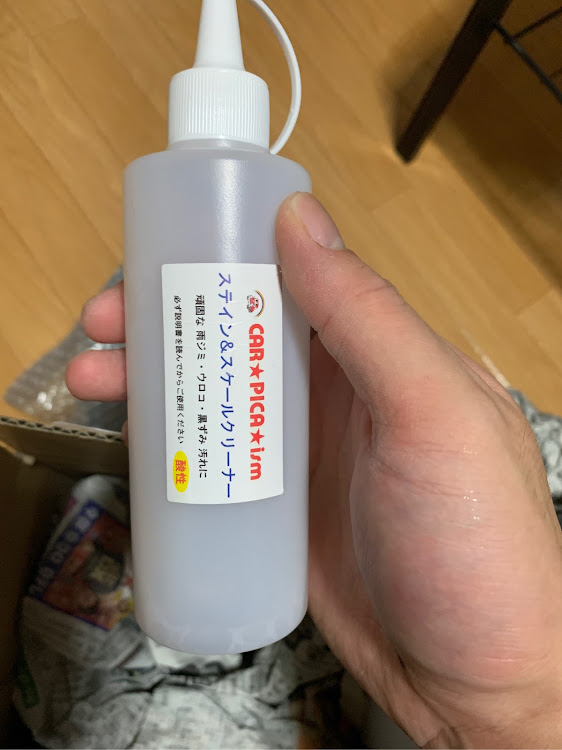 CAR★PICA★ism
ステイン&スケールクリーナー
頑固な 雨ジミ・ウロコ・黒ずみ 汚れに
必ず説明書を読んでからご使用ください
酸性